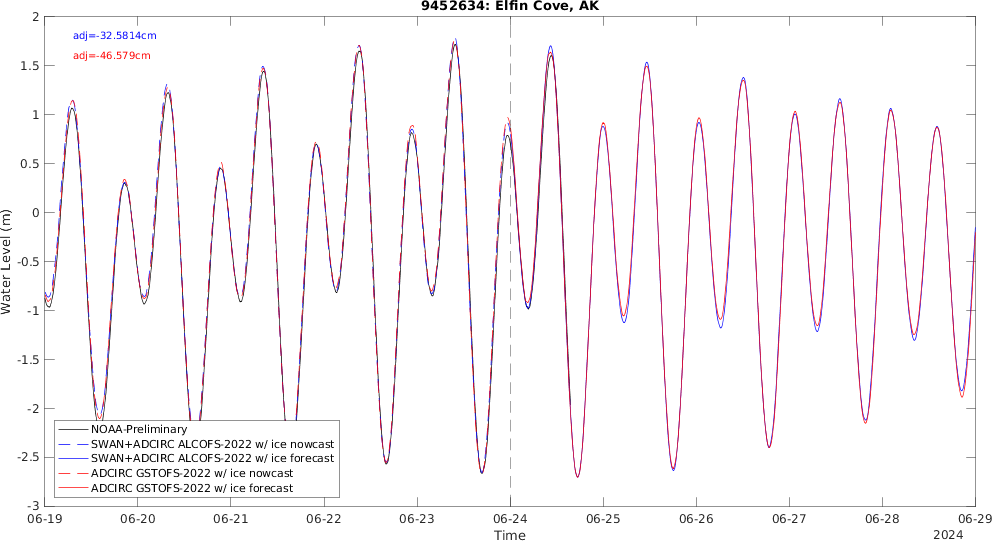 9452634: Elfin Cove, AK
adj=-32.5814cm
adj=-46.579cm
2
1.5
1
0.5
0
-0.5
-1
-1.5
-2
-2.5
-3
Water Level (m)
NOAA-Preliminary
SWAN+ADCIRC ALCOFS-2022 w/ ice nowcast
SWAN+ADCIRC ALCOFS-2022 w/ ice forecast
ADCIRC GSTOFS-2022 w/ ice nowcast
ADCIRC GSTOFS-2022 w/ ice forecast
06-19 06-20 06-21 06-22 06-23 06-24 06-25 06-26 06-27 06-28 06-29
Time
2024